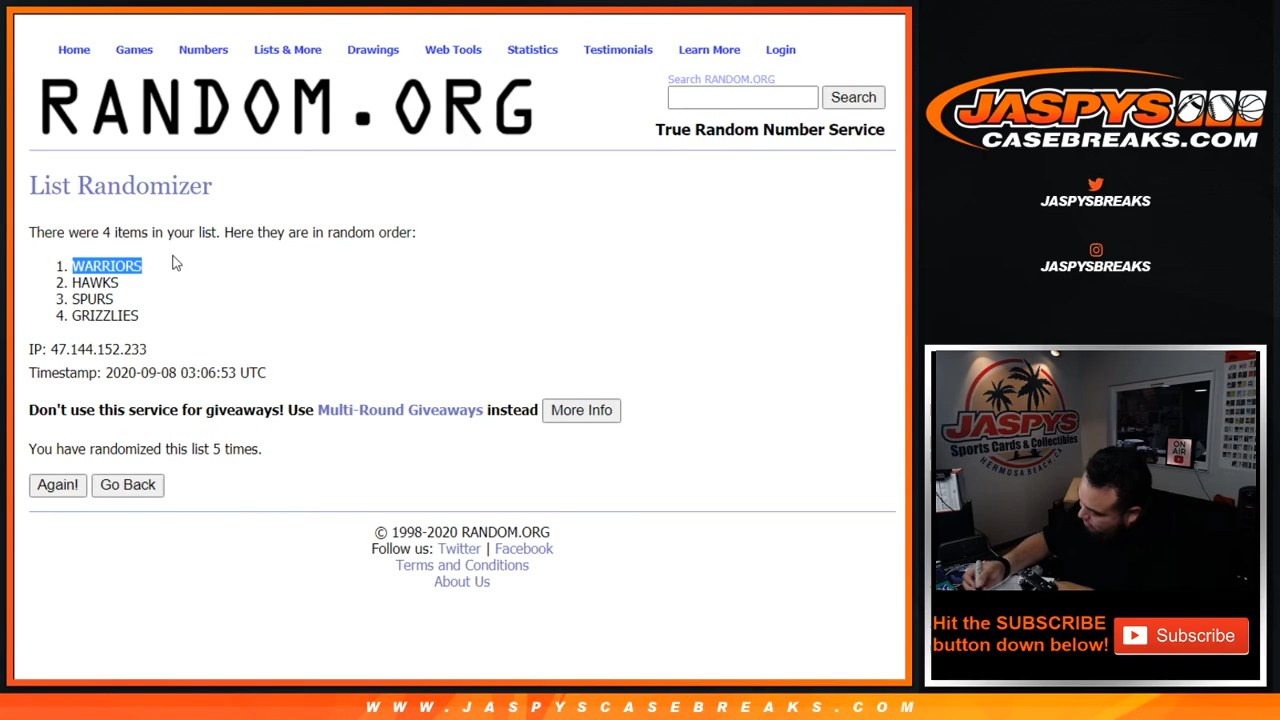 Home Games Numbers Lists & More Drawings Web Tools Statistics Testimonials Learn More Login
RANDOM.ORG
Search RANDOM.ORG
Search
True Random Number Service
List Randomizer
There were 4 items in your list. Here they are in random order:
1. WARRIORS
2. HAWKS
3. SPURS
4. GRIZZLIES
IP: 47.144.152.233
Timestamp: 2020-09-08 03:06:53 UTC
Don't use this service for giveaways! Use Multi-Round Giveaways instead More Info
You have randomized this list 5 times.
Again! Go Back
© 1998-2020 RANDOM.ORG
Follow us: Twitter | Facebook
Terms and Conditions
About Us
JASPYS
CASEBREAKS.COM
JASPYSBREAKS
JASPYSBREAKS
JASPYS
Sports Cards & Collectibles
HERMOSA BEACH, CA
ON AIR
Hit the SUBSCRIBE
button down below!
Subscribe
WWW.JASPYSCASEBREAKS.COM